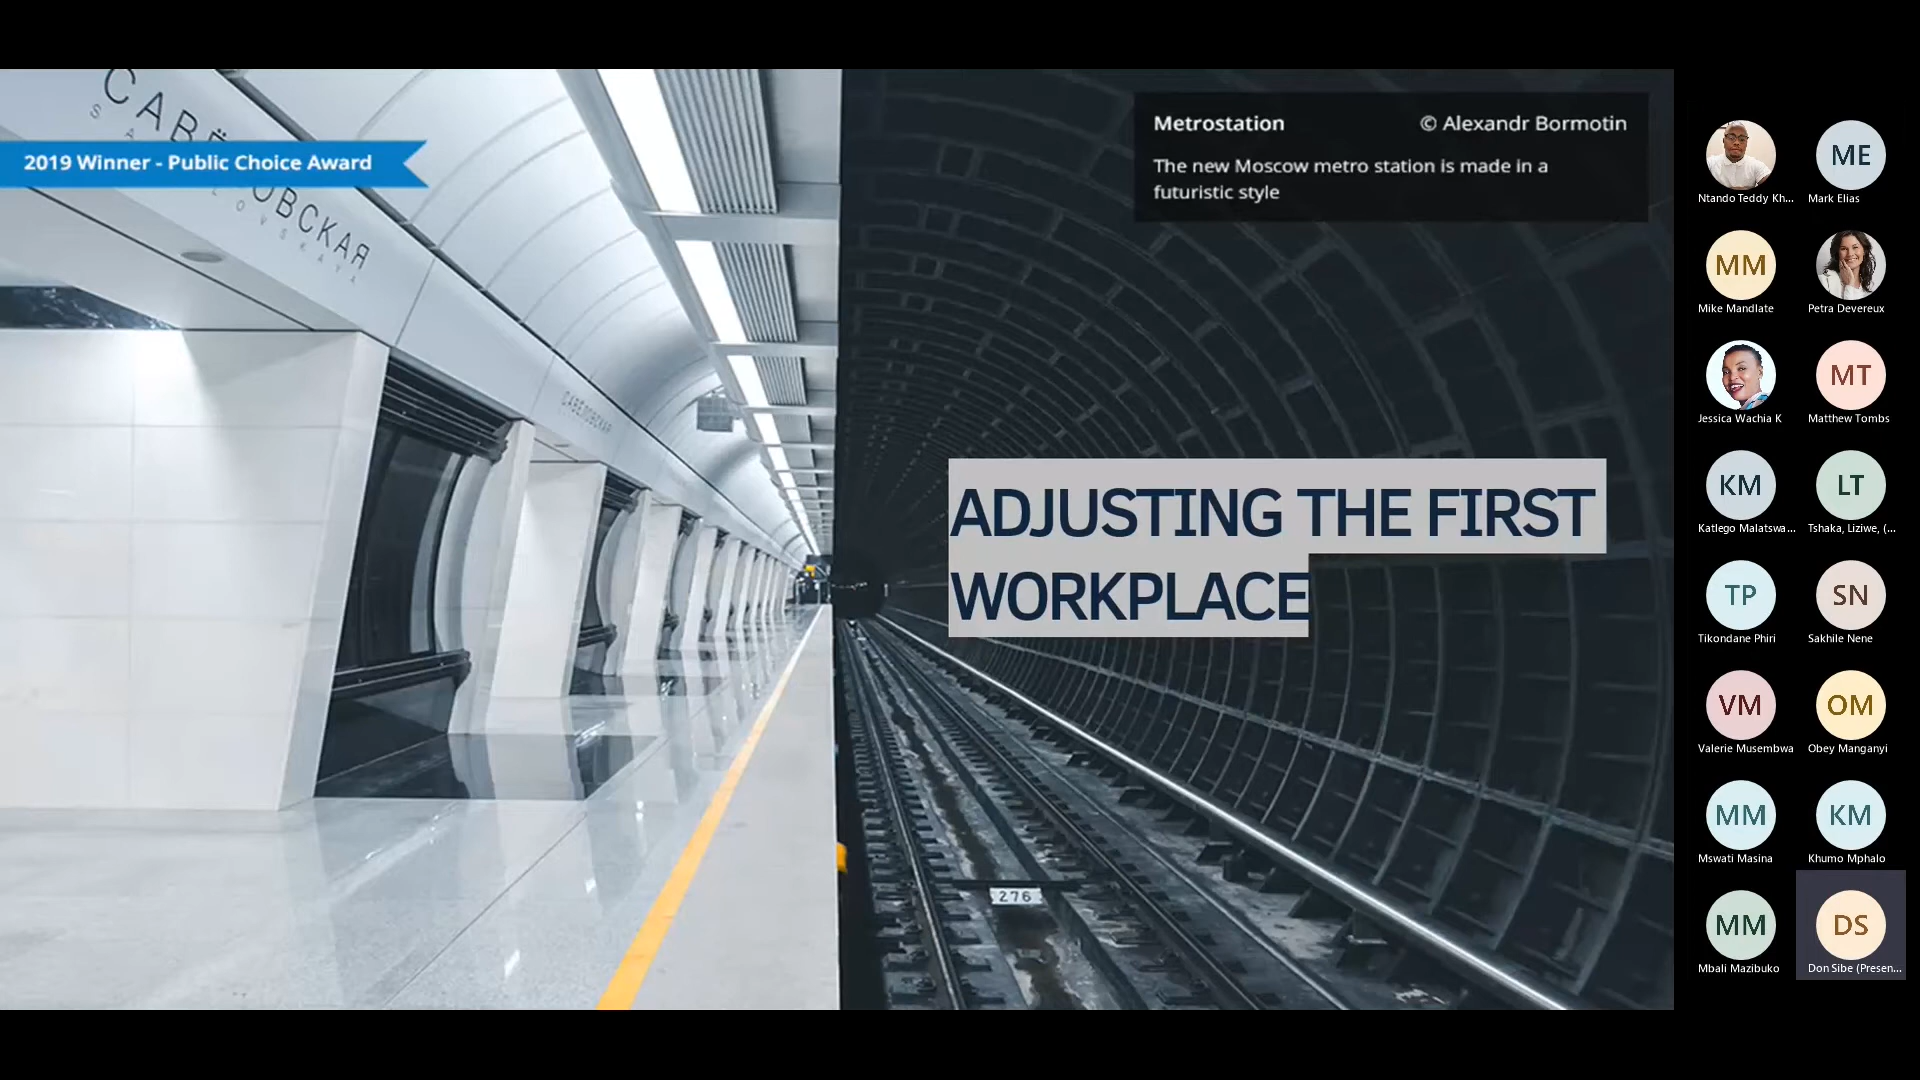 САВЁЛОВСКАЯ
2019 Winner - Public Choice Award
Metrostation
© Alexandr Bormotin
The new Moscow metro station is made in a
futuristic style
САВЁЛОВСКАЯ
ADJUSTING THE FIRST
WORKPLACE
276
Ntando Teddy Kh...
ME
Mark Elias
MM
Mike Mandlate
Petra Devereux
Jessica Wachia K
MT
Matthew Tombs
KM
Katlego Malatswa...
LT
Tshaka, Liziwe, (...
TP
Tikondane Phiri
SN
Sakhile Nene
VM
Valerie Musembwa
OM
Obey Manganyi
MM
Mswati Masina
KM
Khumo Mphalo
MM
Mbali Mazibuko
DS
Don Sibe (Presen...